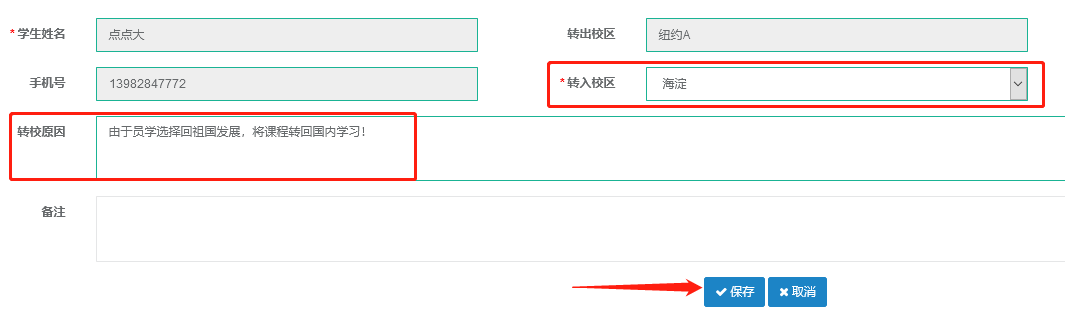 *学生姓名 点点大 转出校区 纽约A
手机号 13982847772 *转入校区 海淀
转校原因 由于员学选择回祖国发展，将课程转回国内学习！
备注
保存 取消